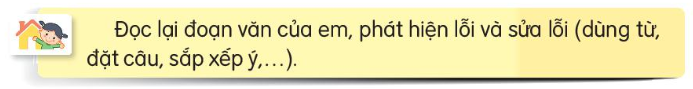 Đọc lại đoạn văn của em, phát hiện lỗi và sửa lỗi (dùng từ,
đặt câu, sắp xếp ý,...).